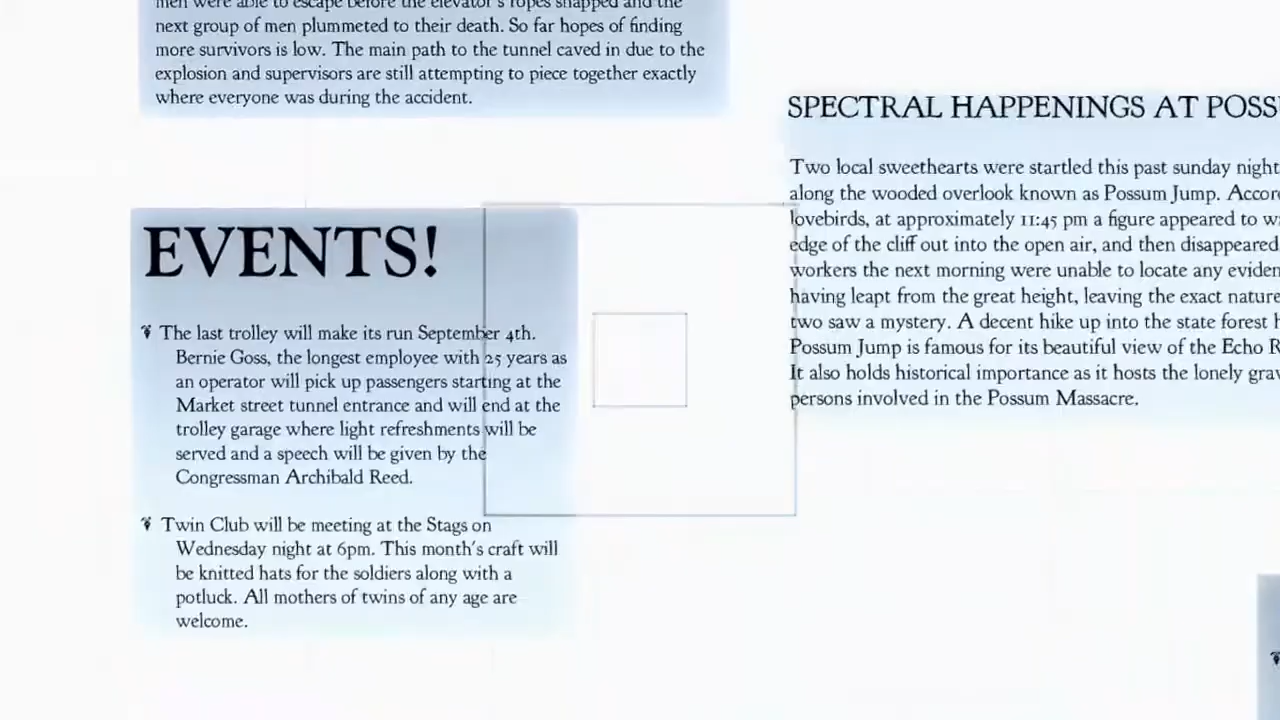 men were able to escape before the elevator's ropes snapped and the
next group of men plummeted to their death. So far hopes of finding
more survivors is low. The main path to the tunnel caved in due to the
explosion and supervisors are still attempting to piece together exactly
where everyone was during the accident.
EVENTS!
The last trolley will make its run September 4th.
Bernie Goss, the longest employee with 25 years as
an operator will pick up passengers starting at the
Market street tunnel entrance and will end at the
trolley garage where light refreshments will be
served and a speech will be given by the
Congressman Archibald Reed.
Twin Club will be meeting at the Stags on
Wednesday night at 6pm. This month's craft will
be knitted hats for the soldiers along with a
potluck. All mothers of twins of any age are
welcome.
SPECTRAL HAPPENINGS AT
Two local sweethearts were startled this past sunday night
along the wooded overlook known as Possum Jump.
lovebirds, at approximately 11:45 pm a figure appeared to
edge of the cliff out into the open air, and then disappeared.
workers the next morning were unable to locate any
having leapt from the great height, leaving the exact nature
two saw a mystery. A decent hike up into the state forest
Possum Jump is famous for its beautiful view of the Echo
It also holds historical importance as it hosts the lonely
persons involved in the Possum Massacre.